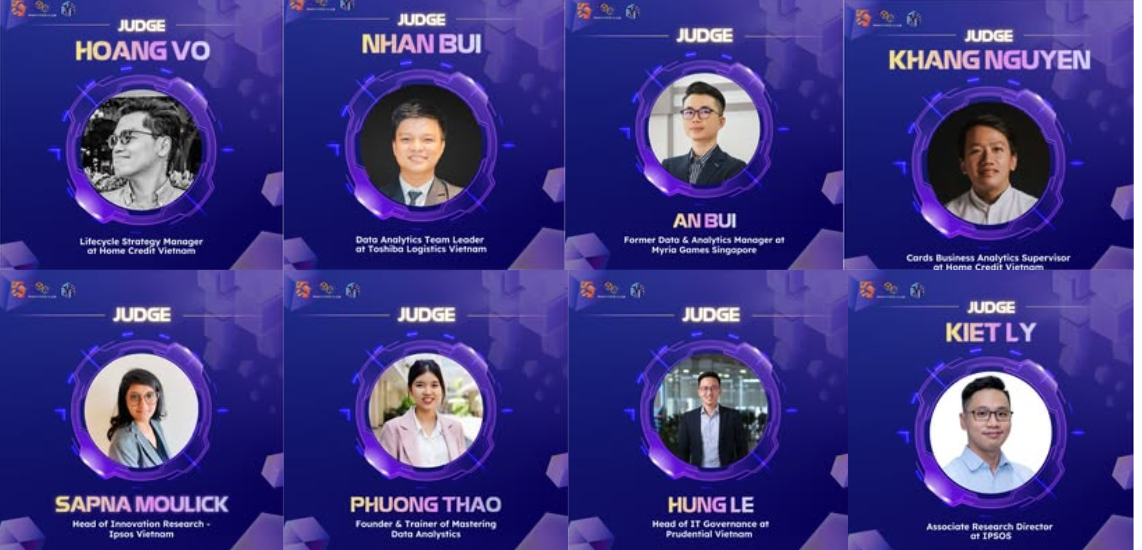 JUDGE
HOANG VO
Lifecycle Strategy Manager
at Home Credit Vietnam
JUDGE
NHAN BUI
Data Analytics Team Leader
at Toshiba Logistics Vietnam
JUDGE
AN BUI
Former Data & Analytics Manager at
Myria Games Singapore
JUDGE
KHANG NGUYEN
Cards Business Analytics Supervisor
at Home Credit Vietnam
JUDGE
SAPNA MOULICK
Head of Innovation Research -
Ipsos Vietnam
JUDGE
PHUONG THAO
Founder & Trainer of Mastering
Data Analystics
JUDGE
HUNG LE
Head of IT Governance at
Prudential Vietnam
JUDGE
KIET LY
Associate Research Director
at IPSOS